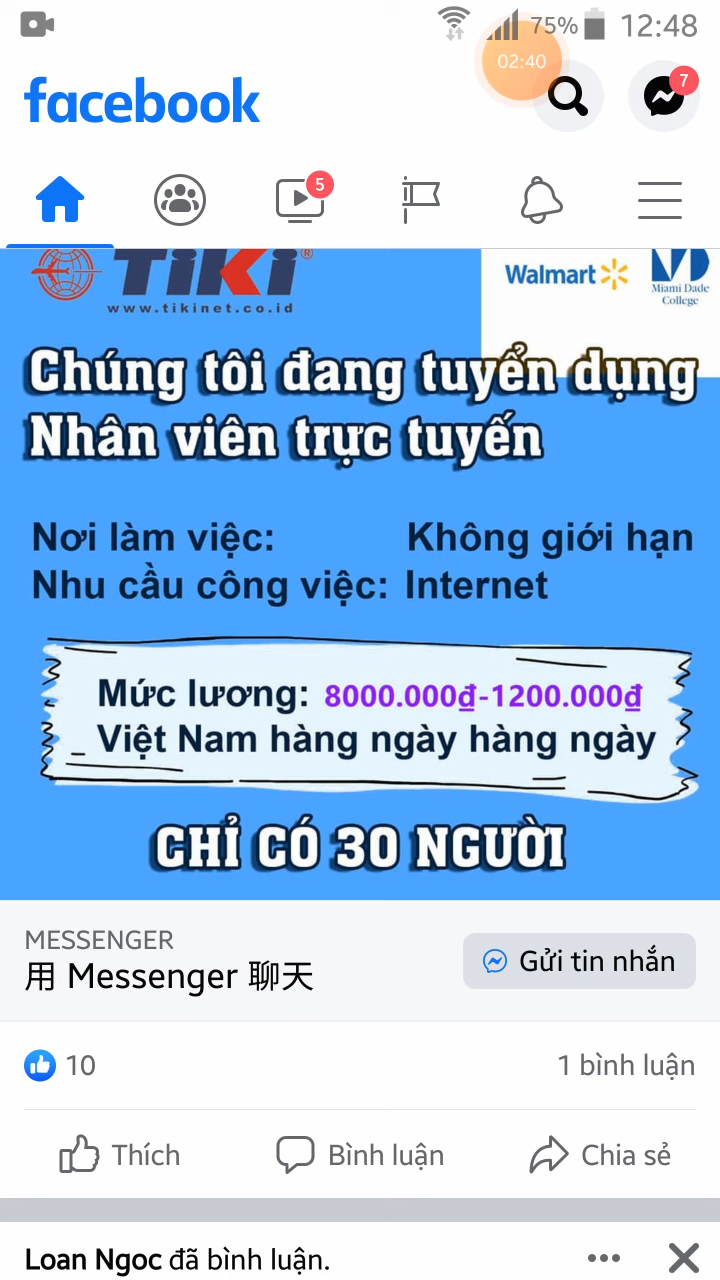 75% 12:48
02:40
facebook
7
5
TiKi®
www.tikinet.co.id
Walmart
Miami Dade
College
Chúng tôi đang tuyển dụng
Nhân viên trực tuyến
Nơi làm việc: Không giới hạn
Nhu cầu công việc: Internet
Mức lương: 8000.000₫-1200.000₫
_ Việt Nam hàng ngày hàng ngày
CHỈ CÓ 30 NGƯỜI
MESSENGER
用 Messenger 聊天
Gửi tin nhắn
10
1 bình luận
Thích
Bình luận
Chia sẻ
Loan Ngoc đã bình luận.